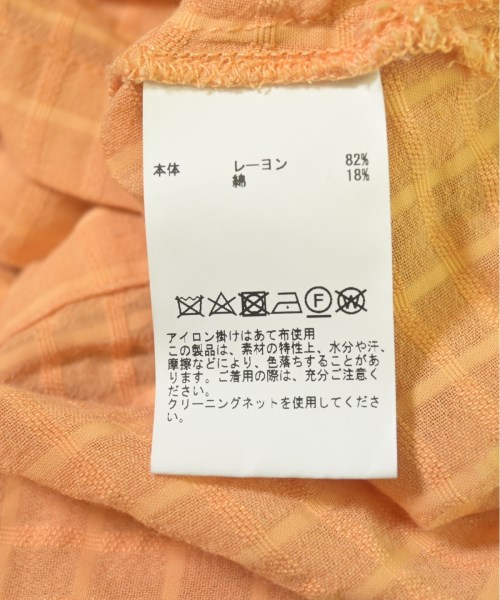 本体 レーヨン 82%
綿 18%
F W
アイロン掛けはあて布使用
この製品は、素材の特性上、水分や汗、
摩擦などにより、色落ちすることがあ
ります。ご着用の際は、充分ご注意く
ださい。
クリーニングネットを使用してくださ
い。